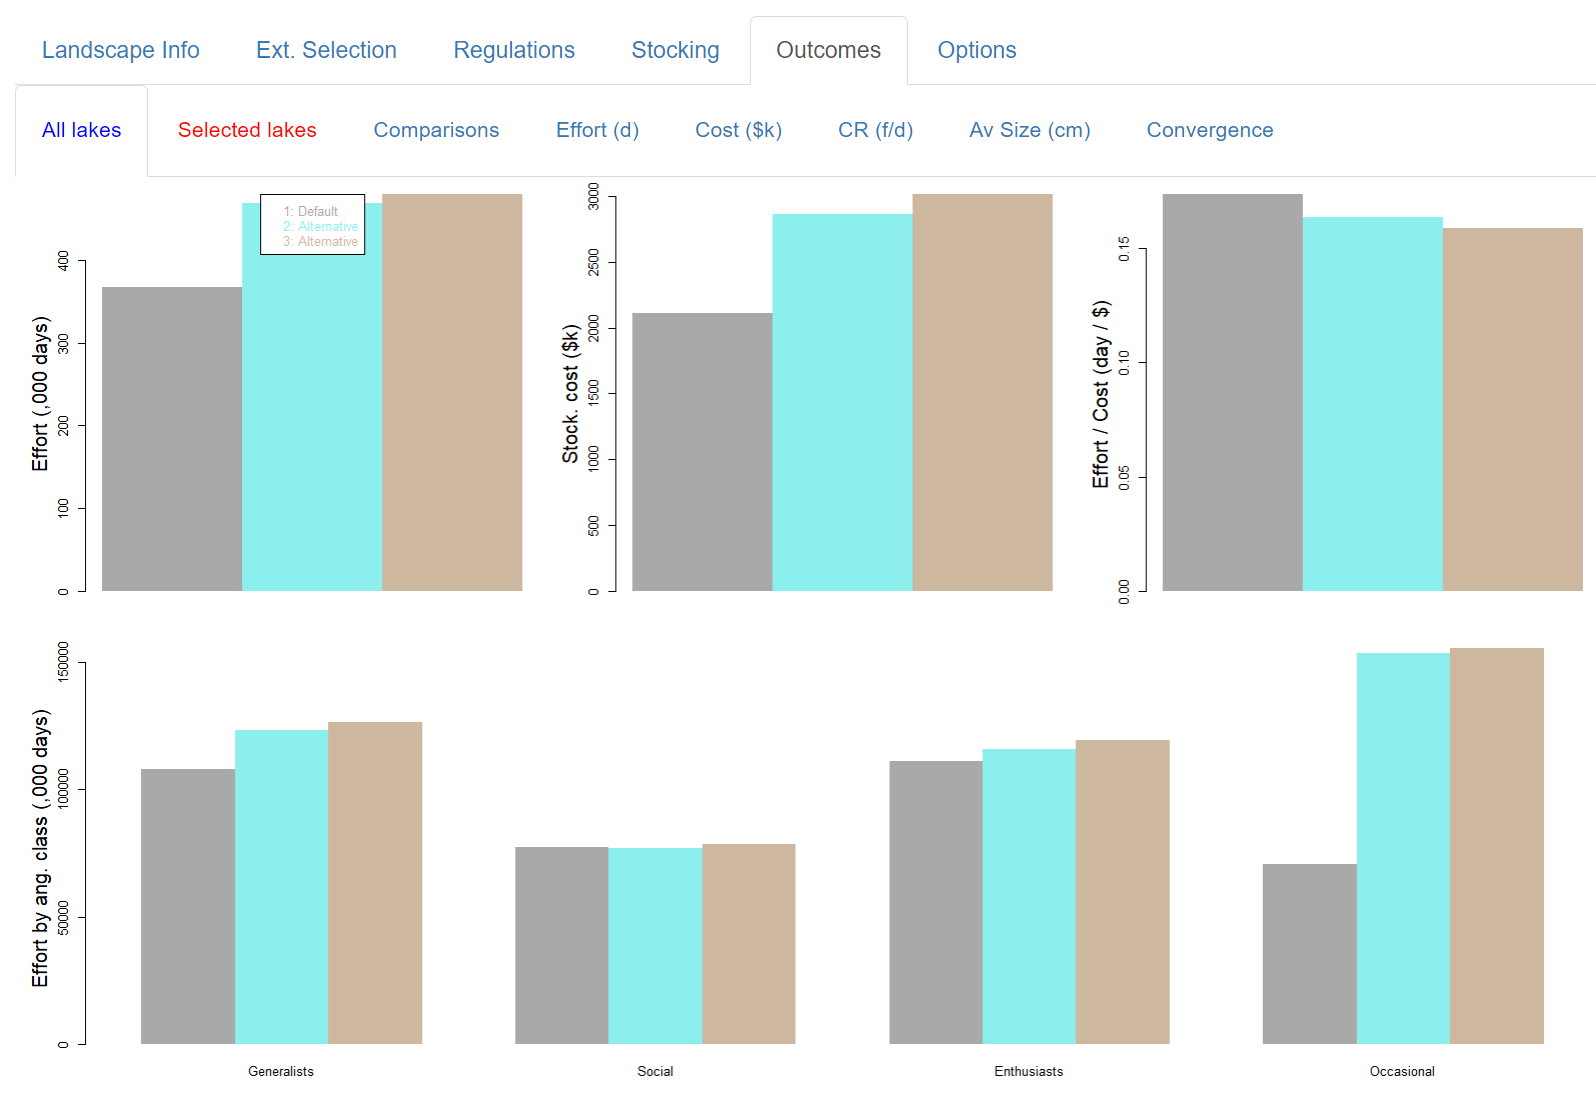 Landscape Info Ext. Selection Regulations Stocking Outcomes Options
All lakes Selected lakes Comparisons Effort (d) Cost ($k) CR (f/d) Av Size (cm) Convergence
Effort (,000 days)
0 100 200 300 400
1: Default
2: Alternative
3: Alternative
Stock. cost ($k)
0 500 1000 1500 2000 2500 3000
Effort / Cost (day / $)
0.00 0.05 0.10 0.15
Effort by ang. class (,000 days)
0 50000 100000 150000
Generalists Social Enthusiasts Occasional